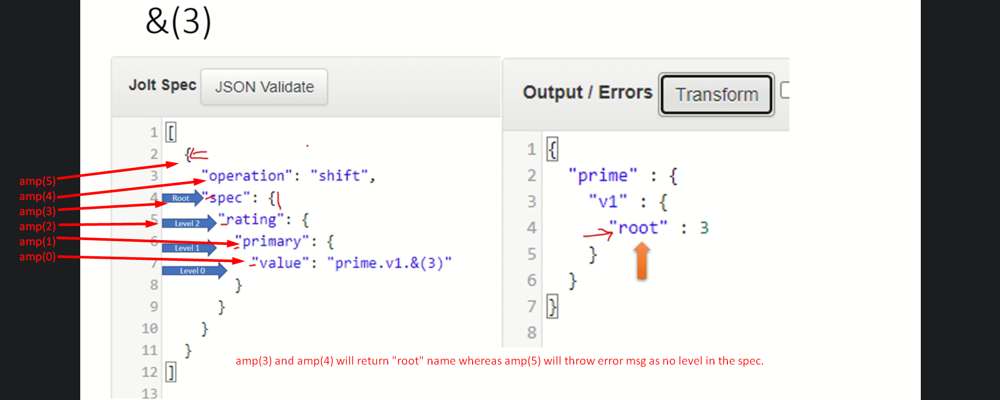 &(3)
Jolt Spec JSON Validate
1 [
2 {
3 "operation": "shift",
4 Root "spec": {
5 Level 2 "rating": {
6 Level 1 "primary": {
7 Level 0 "value": "prime.v1.&(3)"
8 }
9 }
10 }
11 }
12 ]
13
amp(5)
amp(4)
amp(3)
amp(2)
amp(1)
amp(0)
Output / Errors Transform
1 {
2 "prime" : {
3 "v1" : {
4 "root" : 3
5 }
6 }
7 }
8
amp(3) and amp(4) will return "root" name whereas amp(5) will throw error msg as no level in the spec.